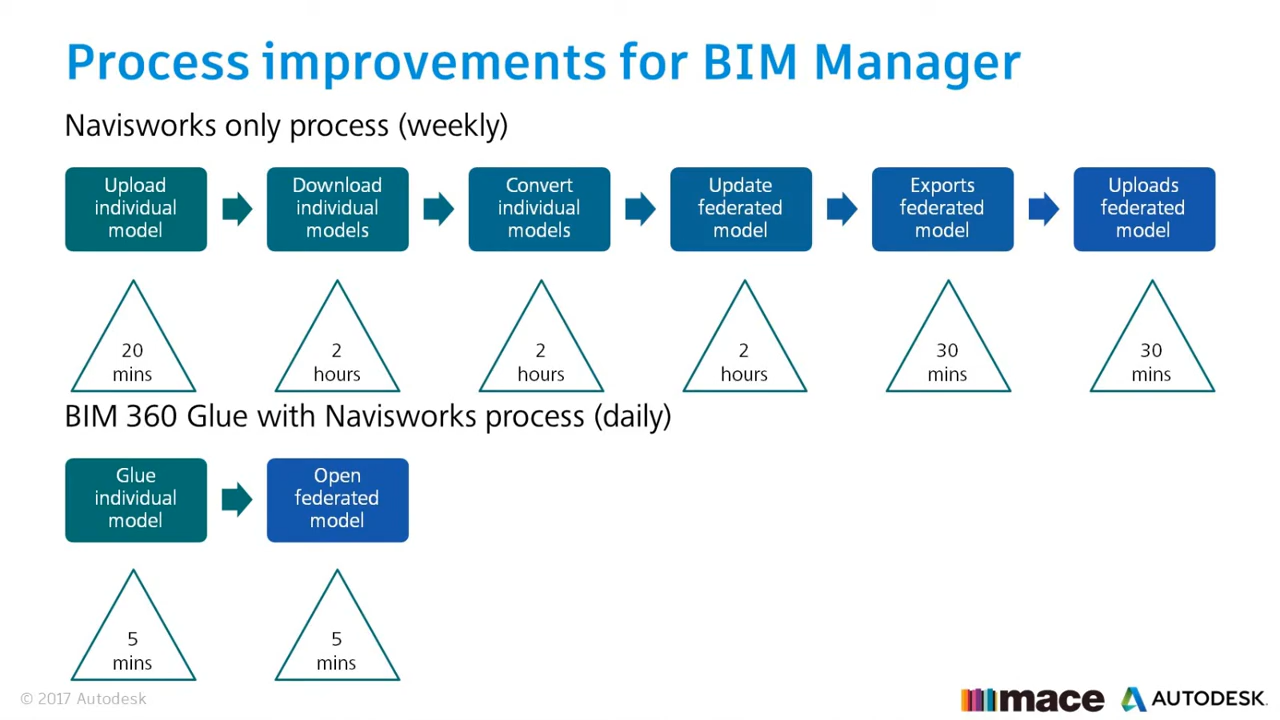 Process improvements for BIM Manager
Navisworks only process (weekly)
Upload
individual
model
Download
individual
models
Convert
individual
models
Update
federated
model
Exports
federated
model
Uploads
federated
model
20
mins
2
hours
2
hours
2
hours
30
mins
30
mins
BIM 360 Glue with Navisworks process (daily)
Glue
individual
model
Open
federated
model
5
mins
5
mins
© 2017 Autodesk
mace
AUTODESK.